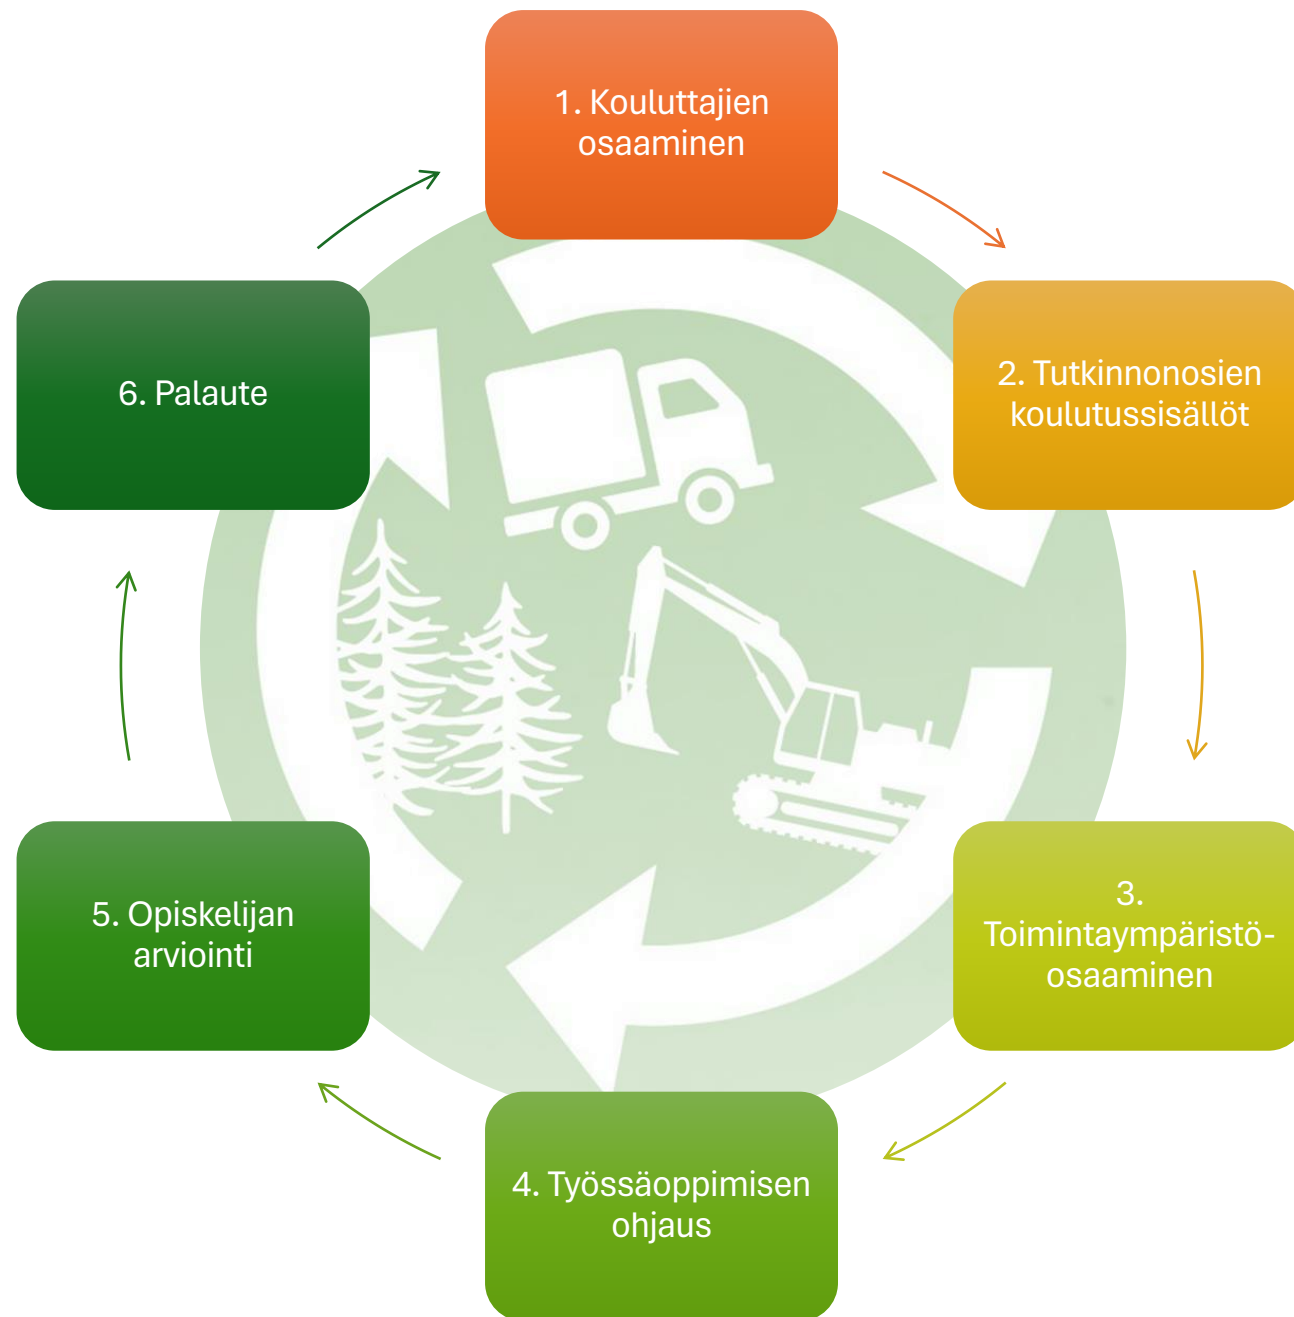 1. Kouluttajien
osaaminen
2. Tutkinnonosien
koulutussisällöt
3.
Toimintaympäristö-
osaaminen
4. Työssäoppimisen
ohjaus
5. Opiskelijan
arviointi
6. Palaute